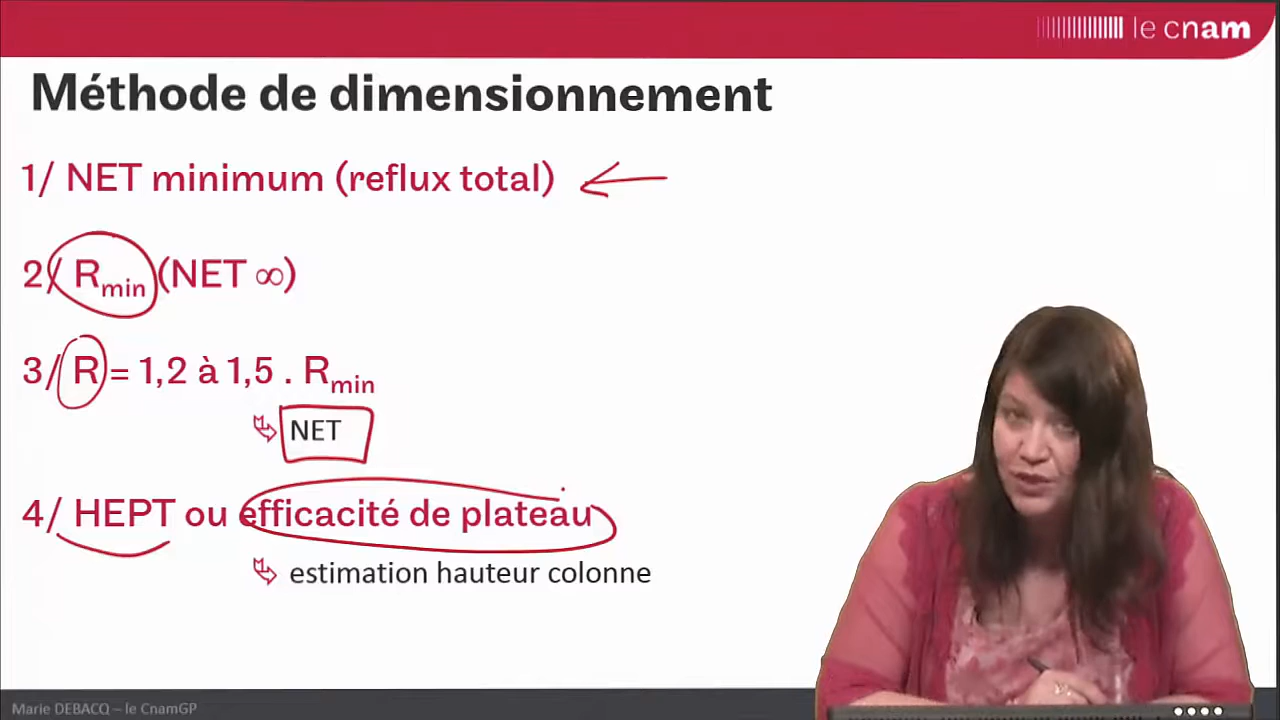 le cnam
Méthode de dimensionnement
1/ NET minimum (reflux total)
2/ Rmin (NET ∞)
3/ R = 1,2 à 1,5 . Rmin
NET
4/ HEPT ou efficacité de plateau
estimation hauteur colonne
Marie DEBACQ – le CnamGP